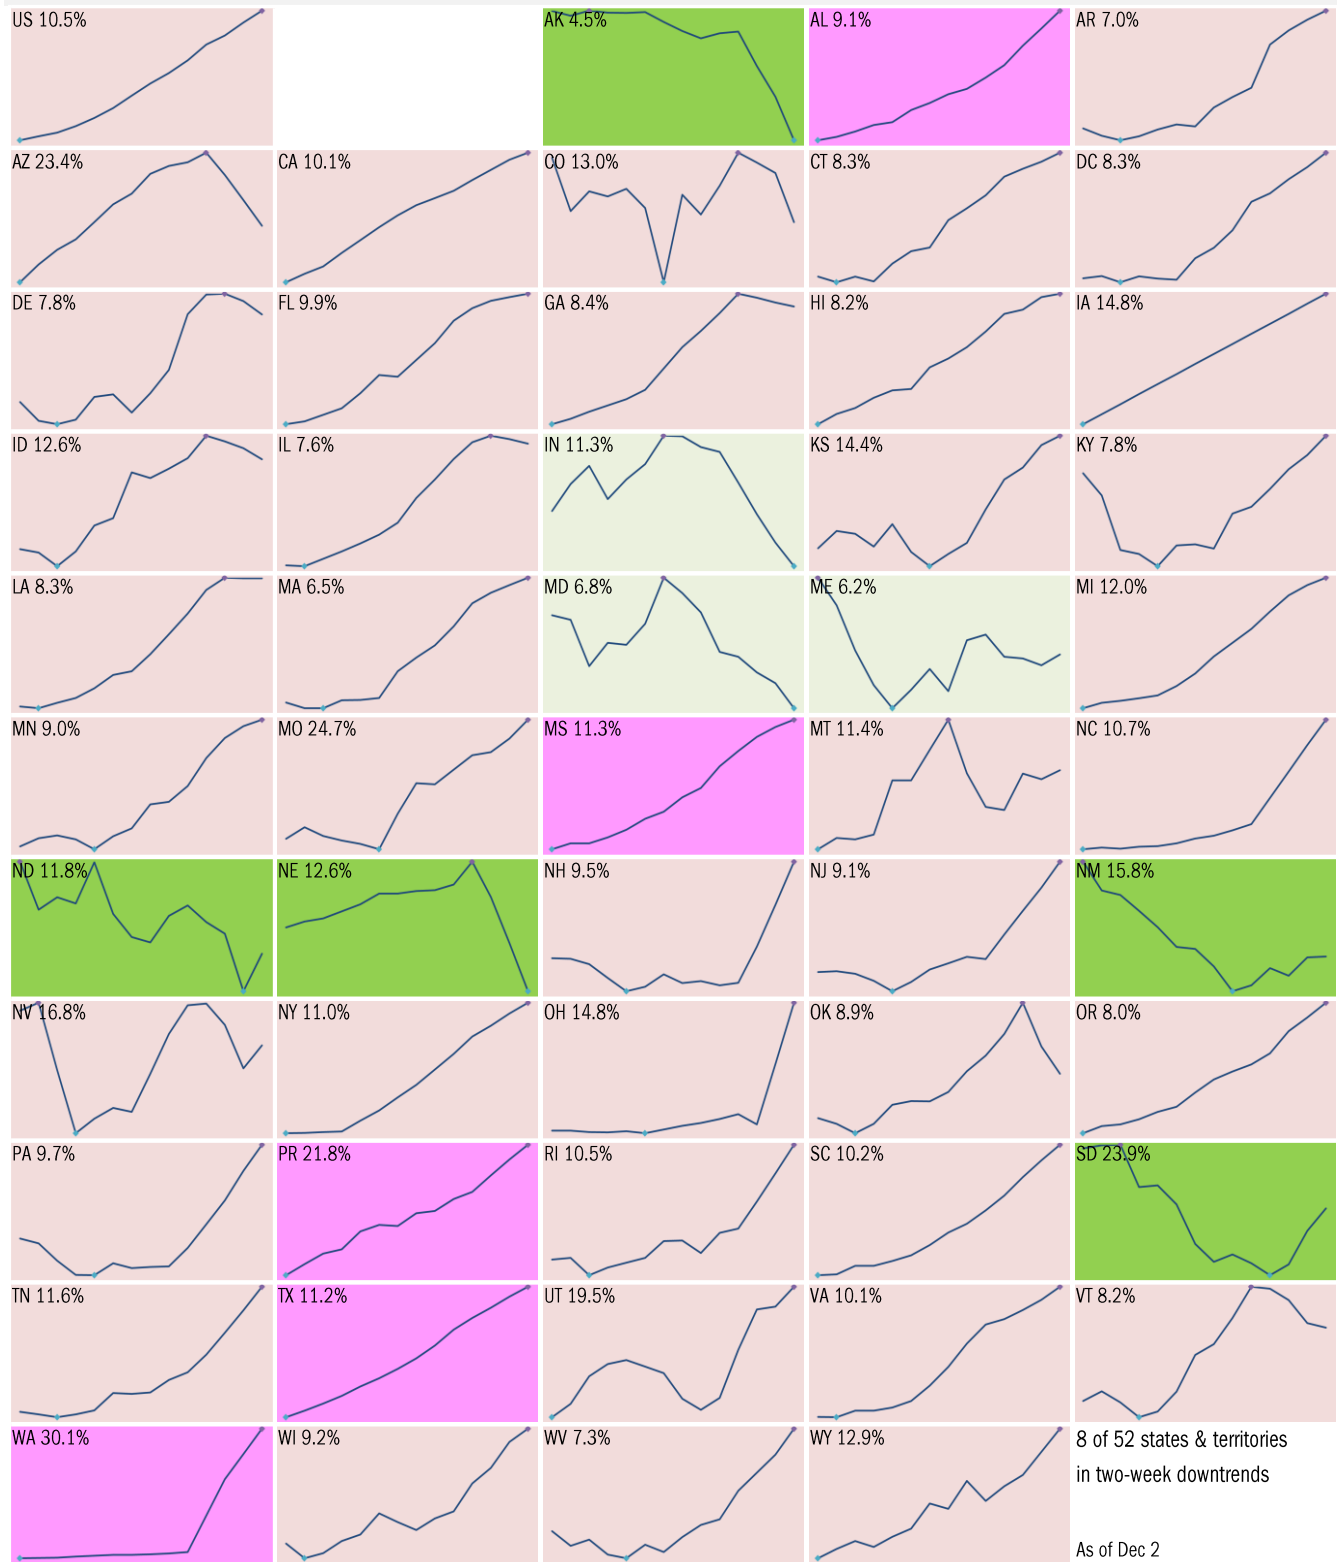 US 10.5%
AK 4.5%
AL 9.1%
AR 7.0%
AZ 23.4%
CA 10.1%
CO 13.0%
CT 8.3%
DC 8.3%
DE 7.8%
FL 9.9%
GA 8.4%
HI 8.2%
IA 14.8%
ID 12.6%
IL 7.6%
IN 11.3%
KS 14.4%
KY 7.8%
LA 8.3%
MA 6.5%
MD 6.8%
ME 6.2%
MI 12.0%
MN 9.0%
MO 24.7%
MS 11.3%
MT 11.4%
NC 10.7%
ND 11.8%
NE 12.6%
NH 9.5%
NJ 9.1%
NM 15.8%
NV 16.8%
NY 11.0%
OH 14.8%
OK 8.9%
OR 8.0%
PA 9.7%
PR 21.8%
RI 10.5%
SC 10.2%
SD 23.9%
TN 11.6%
TX 11.2%
UT 19.5%
VA 10.1%
VT 8.2%
WA 30.1%
WI 9.2%
WV 7.3%
WY 12.9%
8 of 52 states & territories
in two-week downtrends
As of Dec 2